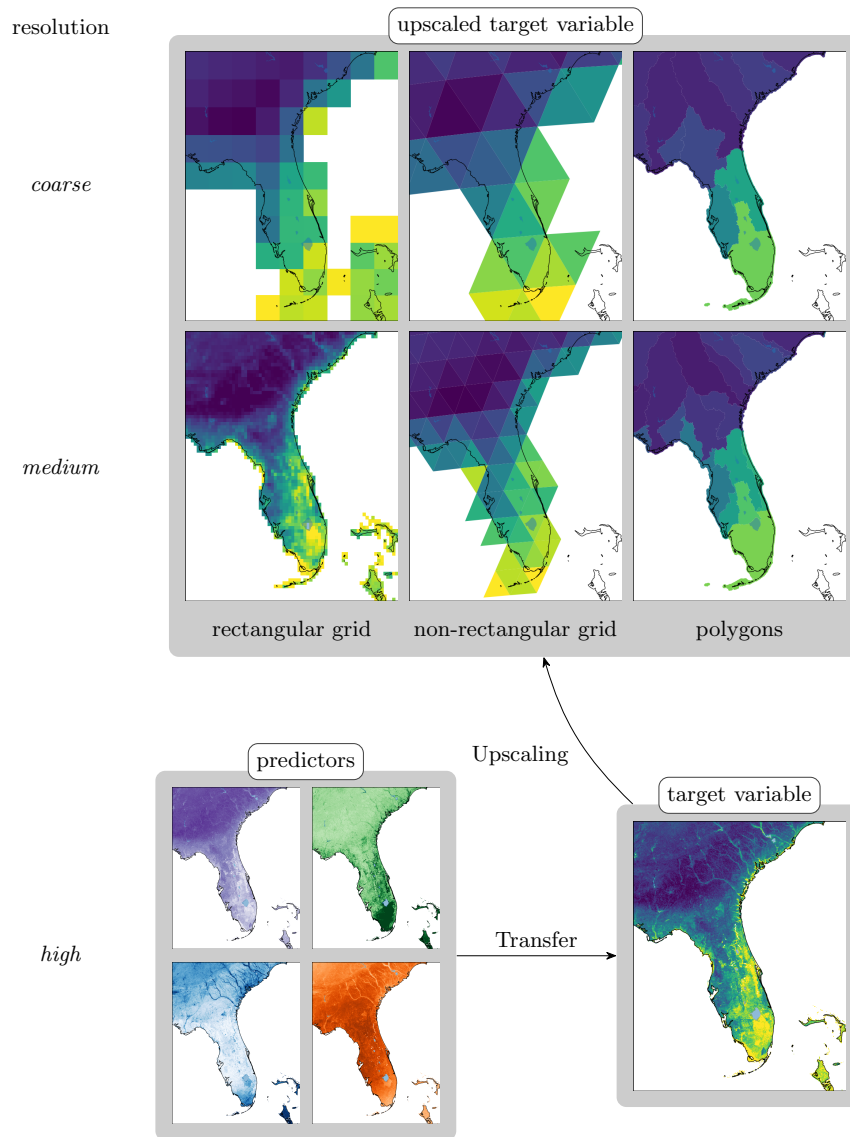 resolution
upscaled target variable
coarse
medium
rectangular grid
non-rectangular grid
polygons
Upscaling
predictors
target variable
high
Transfer